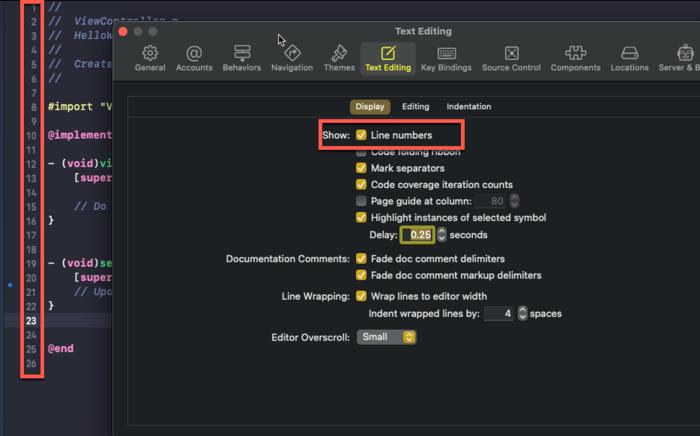 Text Editing
General Accounts Behaviors Navigation Themes Text Editing Key Bindings Source Control Components Locations Server &
Display Editing Indentation
Show: Line numbers
Code folding ribbon
Mark separators
Code coverage iteration counts
Page guide at column: 80
Highlight instances of selected symbol
Delay: 0.25 seconds
Documentation Comments: Fade doc comment delimiters
Fade doc comment markup delimiters
Line Wrapping: Wrap lines to editor width
Indent wrapped lines by: 4 spaces
Editor Overscroll: Small
1 //
2 // ViewController.m
3 // Hellow
4 //
5 // Create
6 //
7
8 #import "V
9
10 @implement
11
12 - (void)vi
13 [super
14
15 // Do
16 }
17
18
19 - (void)se
20 [super
21 // Upd
22 }
23
24
25 @end
26